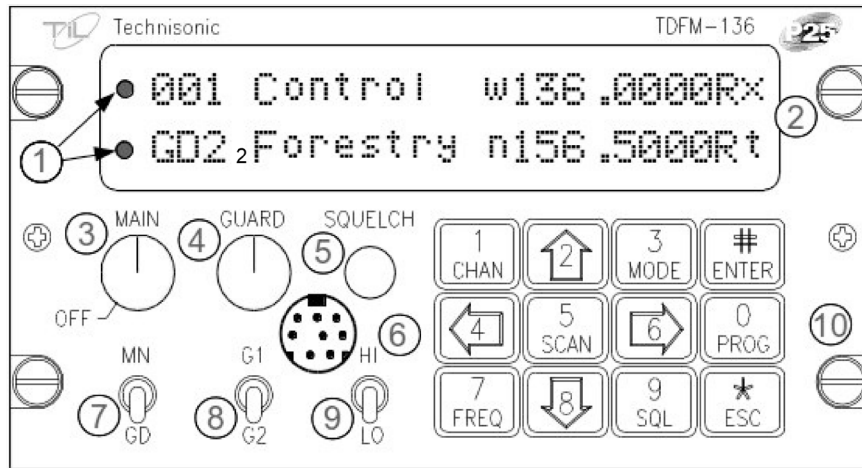 TiL Technisonic TDFM-136 P25
001 Control w136.0000Rx
GD2 2 Forestry n156.5000Rt
1
2
3 MAIN
4 GUARD
5 SQUELCH
OFF
6
1 CHAN
2
3 MODE
# ENTER
4
5 SCAN
6
0 PROG
10
7 FREQ
8
9 SQL
* ESC
MN
7
GD
G1
8
G2
HI
9
LO